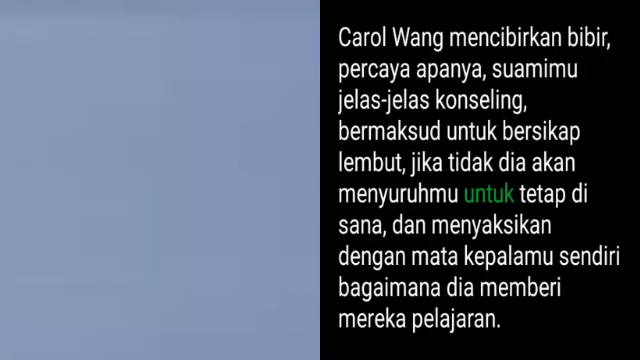 Carol Wang mencibirkan bibir,
percaya apanya, suamimu
jelas-jelas konseling,
bermaksud untuk bersikap
lembut, jika tidak dia akan
menyuruhmu untuk tetap di
sana, dan menyaksikan
dengan mata kepalamu sendiri
bagaimana dia memberi
mereka pelajaran.